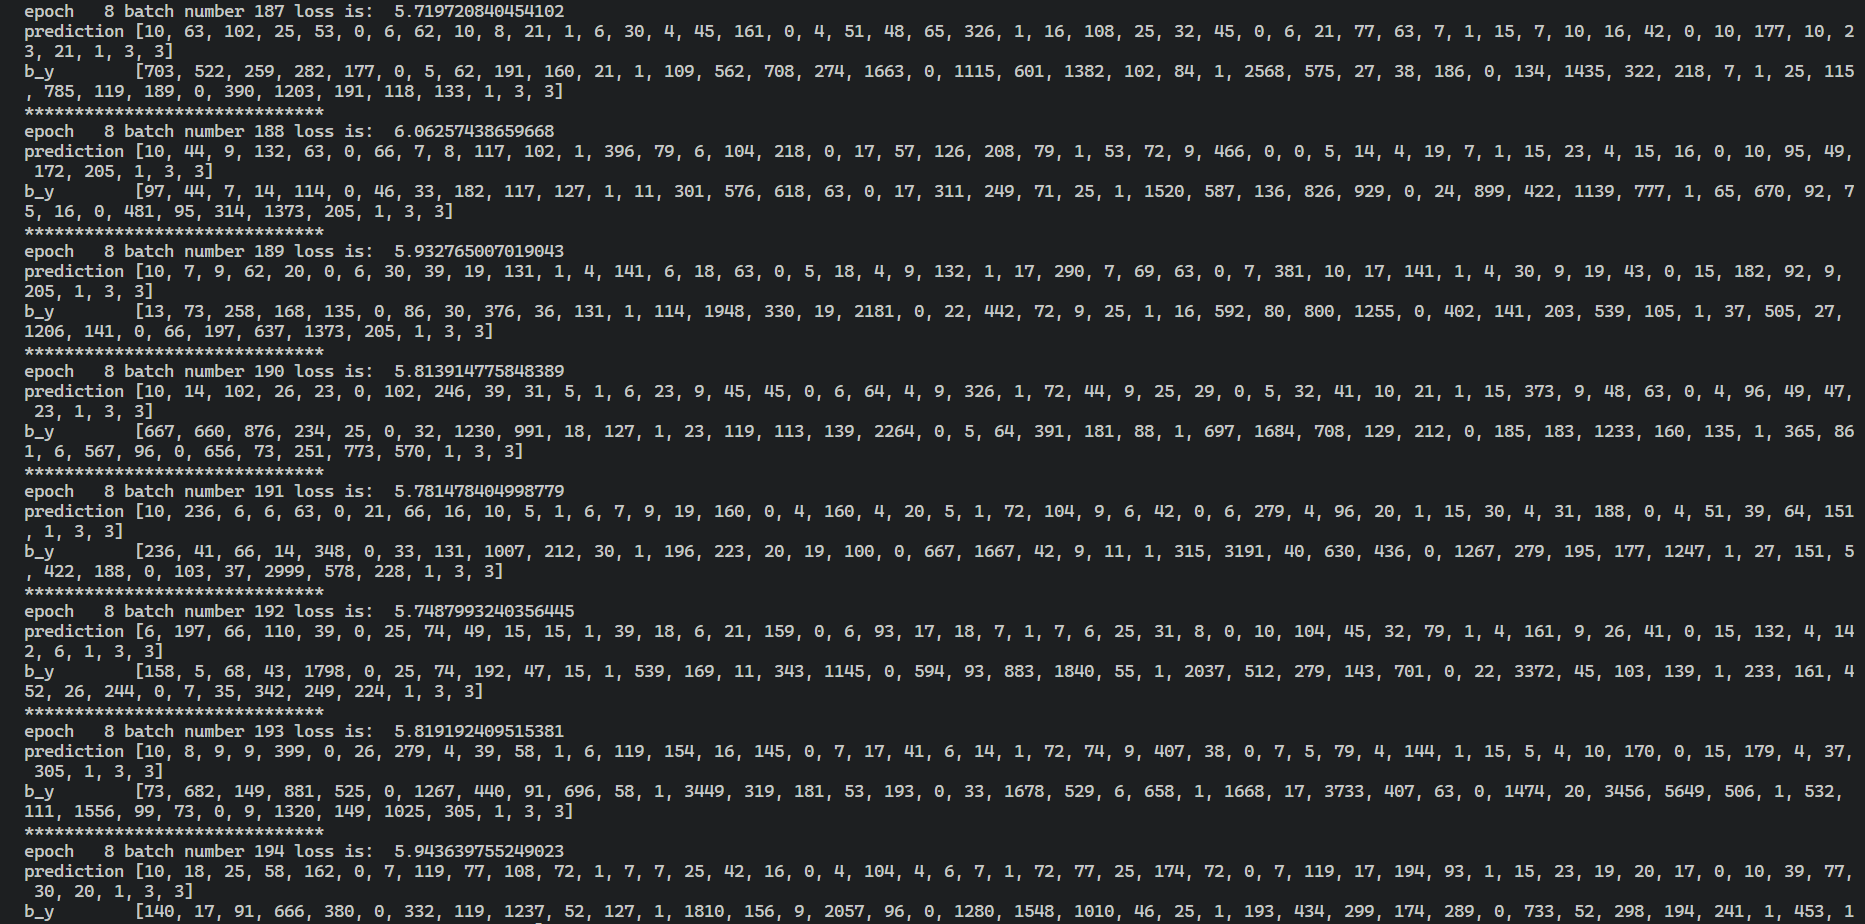 epoch   8 batch number 187 loss is:  5.719720840454102
prediction [10, 63, 102, 25, 53, 0, 6, 62, 10, 8, 21, 1, 6, 30, 4, 45, 161, 0, 4, 51, 48, 65, 326, 1, 16, 108, 25, 32, 45, 0, 6, 21, 77, 63, 7, 1, 15, 7, 10, 16, 42, 0, 10, 177, 10, 2
3, 21, 1, 3, 3]
b_y        [703, 522, 259, 282, 177, 0, 5, 62, 191, 160, 21, 1, 109, 562, 708, 274, 1663, 0, 1115, 601, 1382, 102, 84, 1, 2568, 575, 27, 38, 186, 0, 134, 1435, 322, 218, 7, 1, 25, 115
, 785, 119, 189, 0, 390, 1203, 191, 118, 133, 1, 3, 3]
******************************
epoch   8 batch number 188 loss is:  6.06257438659668
prediction [10, 44, 9, 132, 63, 0, 66, 7, 8, 117, 102, 1, 396, 79, 6, 104, 218, 0, 17, 57, 126, 208, 79, 1, 53, 72, 9, 466, 0, 0, 5, 14, 4, 19, 7, 1, 15, 23, 4, 15, 16, 0, 10, 95, 49,
 172, 205, 1, 3, 3]
b_y        [97, 44, 7, 14, 114, 0, 46, 33, 182, 117, 127, 1, 11, 301, 576, 618, 63, 0, 17, 311, 249, 71, 25, 1, 1520, 587, 136, 826, 929, 0, 24, 899, 422, 1139, 777, 1, 65, 670, 92, 7
5, 16, 0, 481, 95, 314, 1373, 205, 1, 3, 3]
******************************
epoch   8 batch number 189 loss is:  5.932765007019043
prediction [10, 7, 9, 62, 20, 0, 6, 30, 39, 19, 131, 1, 4, 141, 6, 18, 63, 0, 5, 18, 4, 9, 132, 1, 17, 290, 7, 69, 63, 0, 7, 381, 10, 17, 141, 1, 4, 30, 9, 19, 43, 0, 15, 182, 92, 9,
205, 1, 3, 3]
b_y        [13, 73, 258, 168, 135, 0, 86, 30, 376, 36, 131, 1, 114, 1948, 330, 19, 2181, 0, 22, 442, 72, 9, 25, 1, 16, 592, 80, 800, 1255, 0, 402, 141, 203, 539, 105, 1, 37, 505, 27,
1206, 141, 0, 66, 197, 637, 1373, 205, 1, 3, 3]
******************************
epoch   8 batch number 190 loss is:  5.813914775848389
prediction [10, 14, 102, 26, 23, 0, 102, 246, 39, 31, 5, 1, 6, 23, 9, 45, 45, 0, 6, 64, 4, 9, 326, 1, 72, 44, 9, 25, 29, 0, 5, 32, 41, 10, 21, 1, 15, 373, 9, 48, 63, 0, 4, 96, 49, 47,
 23, 1, 3, 3]
b_y        [667, 660, 876, 234, 25, 0, 32, 1230, 991, 18, 127, 1, 23, 119, 113, 139, 2264, 0, 5, 64, 391, 181, 88, 1, 697, 1684, 708, 129, 212, 0, 185, 183, 1233, 160, 135, 1, 365, 86
1, 6, 567, 96, 0, 656, 73, 251, 773, 570, 1, 3, 3]
******************************
epoch   8 batch number 191 loss is:  5.781478404998779
prediction [10, 236, 6, 6, 63, 0, 21, 66, 16, 10, 5, 1, 6, 7, 9, 19, 160, 0, 4, 160, 4, 20, 5, 1, 72, 104, 9, 6, 42, 0, 6, 279, 4, 96, 20, 1, 15, 30, 4, 31, 188, 0, 4, 51, 39, 64, 151
, 1, 3, 3]
b_y        [236, 41, 66, 14, 348, 0, 33, 131, 1007, 212, 30, 1, 196, 223, 20, 19, 100, 0, 667, 1667, 42, 9, 11, 1, 315, 3191, 40, 630, 436, 0, 1267, 279, 195, 177, 1247, 1, 27, 151, 5
, 422, 188, 0, 103, 37, 2999, 578, 228, 1, 3, 3]
******************************
epoch   8 batch number 192 loss is:  5.7487993240356445
prediction [6, 197, 66, 110, 39, 0, 25, 74, 49, 15, 15, 1, 39, 18, 6, 21, 159, 0, 6, 93, 17, 18, 7, 1, 7, 6, 25, 31, 8, 0, 10, 104, 45, 32, 79, 1, 4, 161, 9, 26, 41, 0, 15, 132, 4, 14
2, 6, 1, 3, 3]
b_y        [158, 5, 68, 43, 1798, 0, 25, 74, 192, 47, 15, 1, 539, 169, 11, 343, 1145, 0, 594, 93, 883, 1840, 55, 1, 2037, 512, 279, 143, 701, 0, 22, 3372, 45, 103, 139, 1, 233, 161, 4
52, 26, 244, 0, 7, 35, 342, 249, 224, 1, 3, 3]
******************************
epoch   8 batch number 193 loss is:  5.819192409515381
prediction [10, 8, 9, 9, 399, 0, 26, 279, 4, 39, 58, 1, 6, 119, 154, 16, 145, 0, 7, 17, 41, 6, 14, 1, 72, 74, 9, 407, 38, 0, 7, 5, 79, 4, 144, 1, 15, 5, 4, 10, 170, 0, 15, 179, 4, 37,
 305, 1, 3, 3]
b_y        [73, 682, 149, 881, 525, 0, 1267, 440, 91, 696, 58, 1, 3449, 319, 181, 53, 193, 0, 33, 1678, 529, 6, 658, 1, 1668, 17, 3733, 407, 63, 0, 1474, 20, 3456, 5649, 506, 1, 532,
111, 1556, 99, 73, 0, 9, 1320, 149, 1025, 305, 1, 3, 3]
******************************
epoch   8 batch number 194 loss is:  5.943639755249023
prediction [10, 18, 25, 58, 162, 0, 7, 119, 77, 108, 72, 1, 7, 7, 25, 42, 16, 0, 4, 104, 4, 6, 7, 1, 72, 77, 25, 174, 72, 0, 7, 119, 17, 194, 93, 1, 15, 23, 19, 20, 17, 0, 10, 39, 77,
 30, 20, 1, 3, 3]
b_y        [140, 17, 91, 666, 380, 0, 332, 119, 1237, 52, 127, 1, 1810, 156, 9, 2057, 96, 0, 1280, 1548, 1010, 46, 25, 1, 193, 434, 299, 174, 289, 0, 733, 52, 298, 194, 241, 1, 453, 1